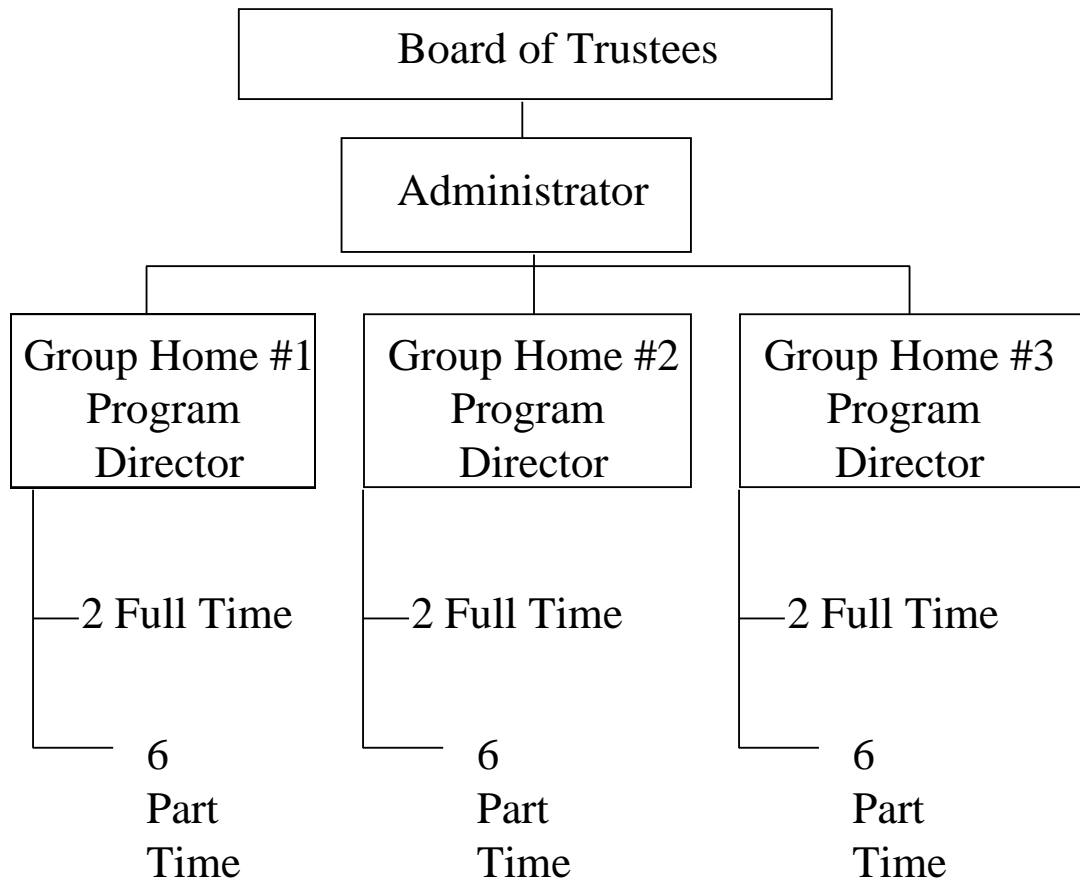 Board of Trustees
Administrator
Group Home #1
Program
Director
Group Home #2
Program
Director
Group Home #3
Program
Director
2 Full Time
2 Full Time
2 Full Time
6
Part
Time
6
Part
Time
6
Part
Time